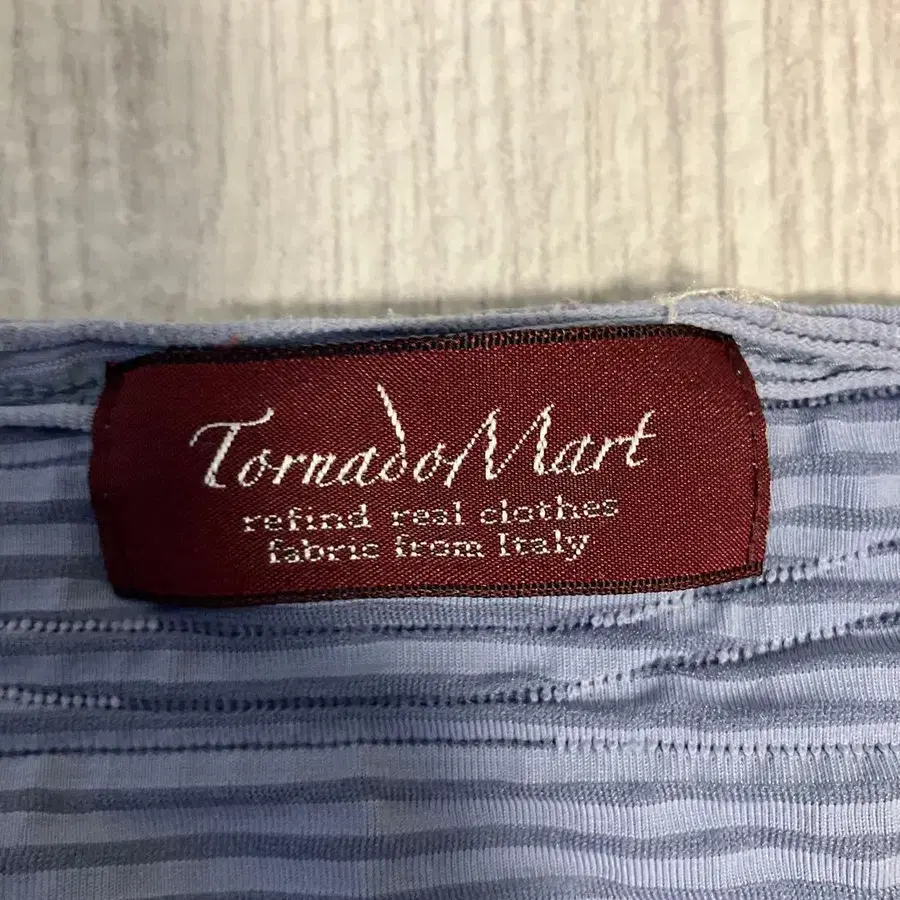 TornadoMart
refind real clothes
fabric from Italy